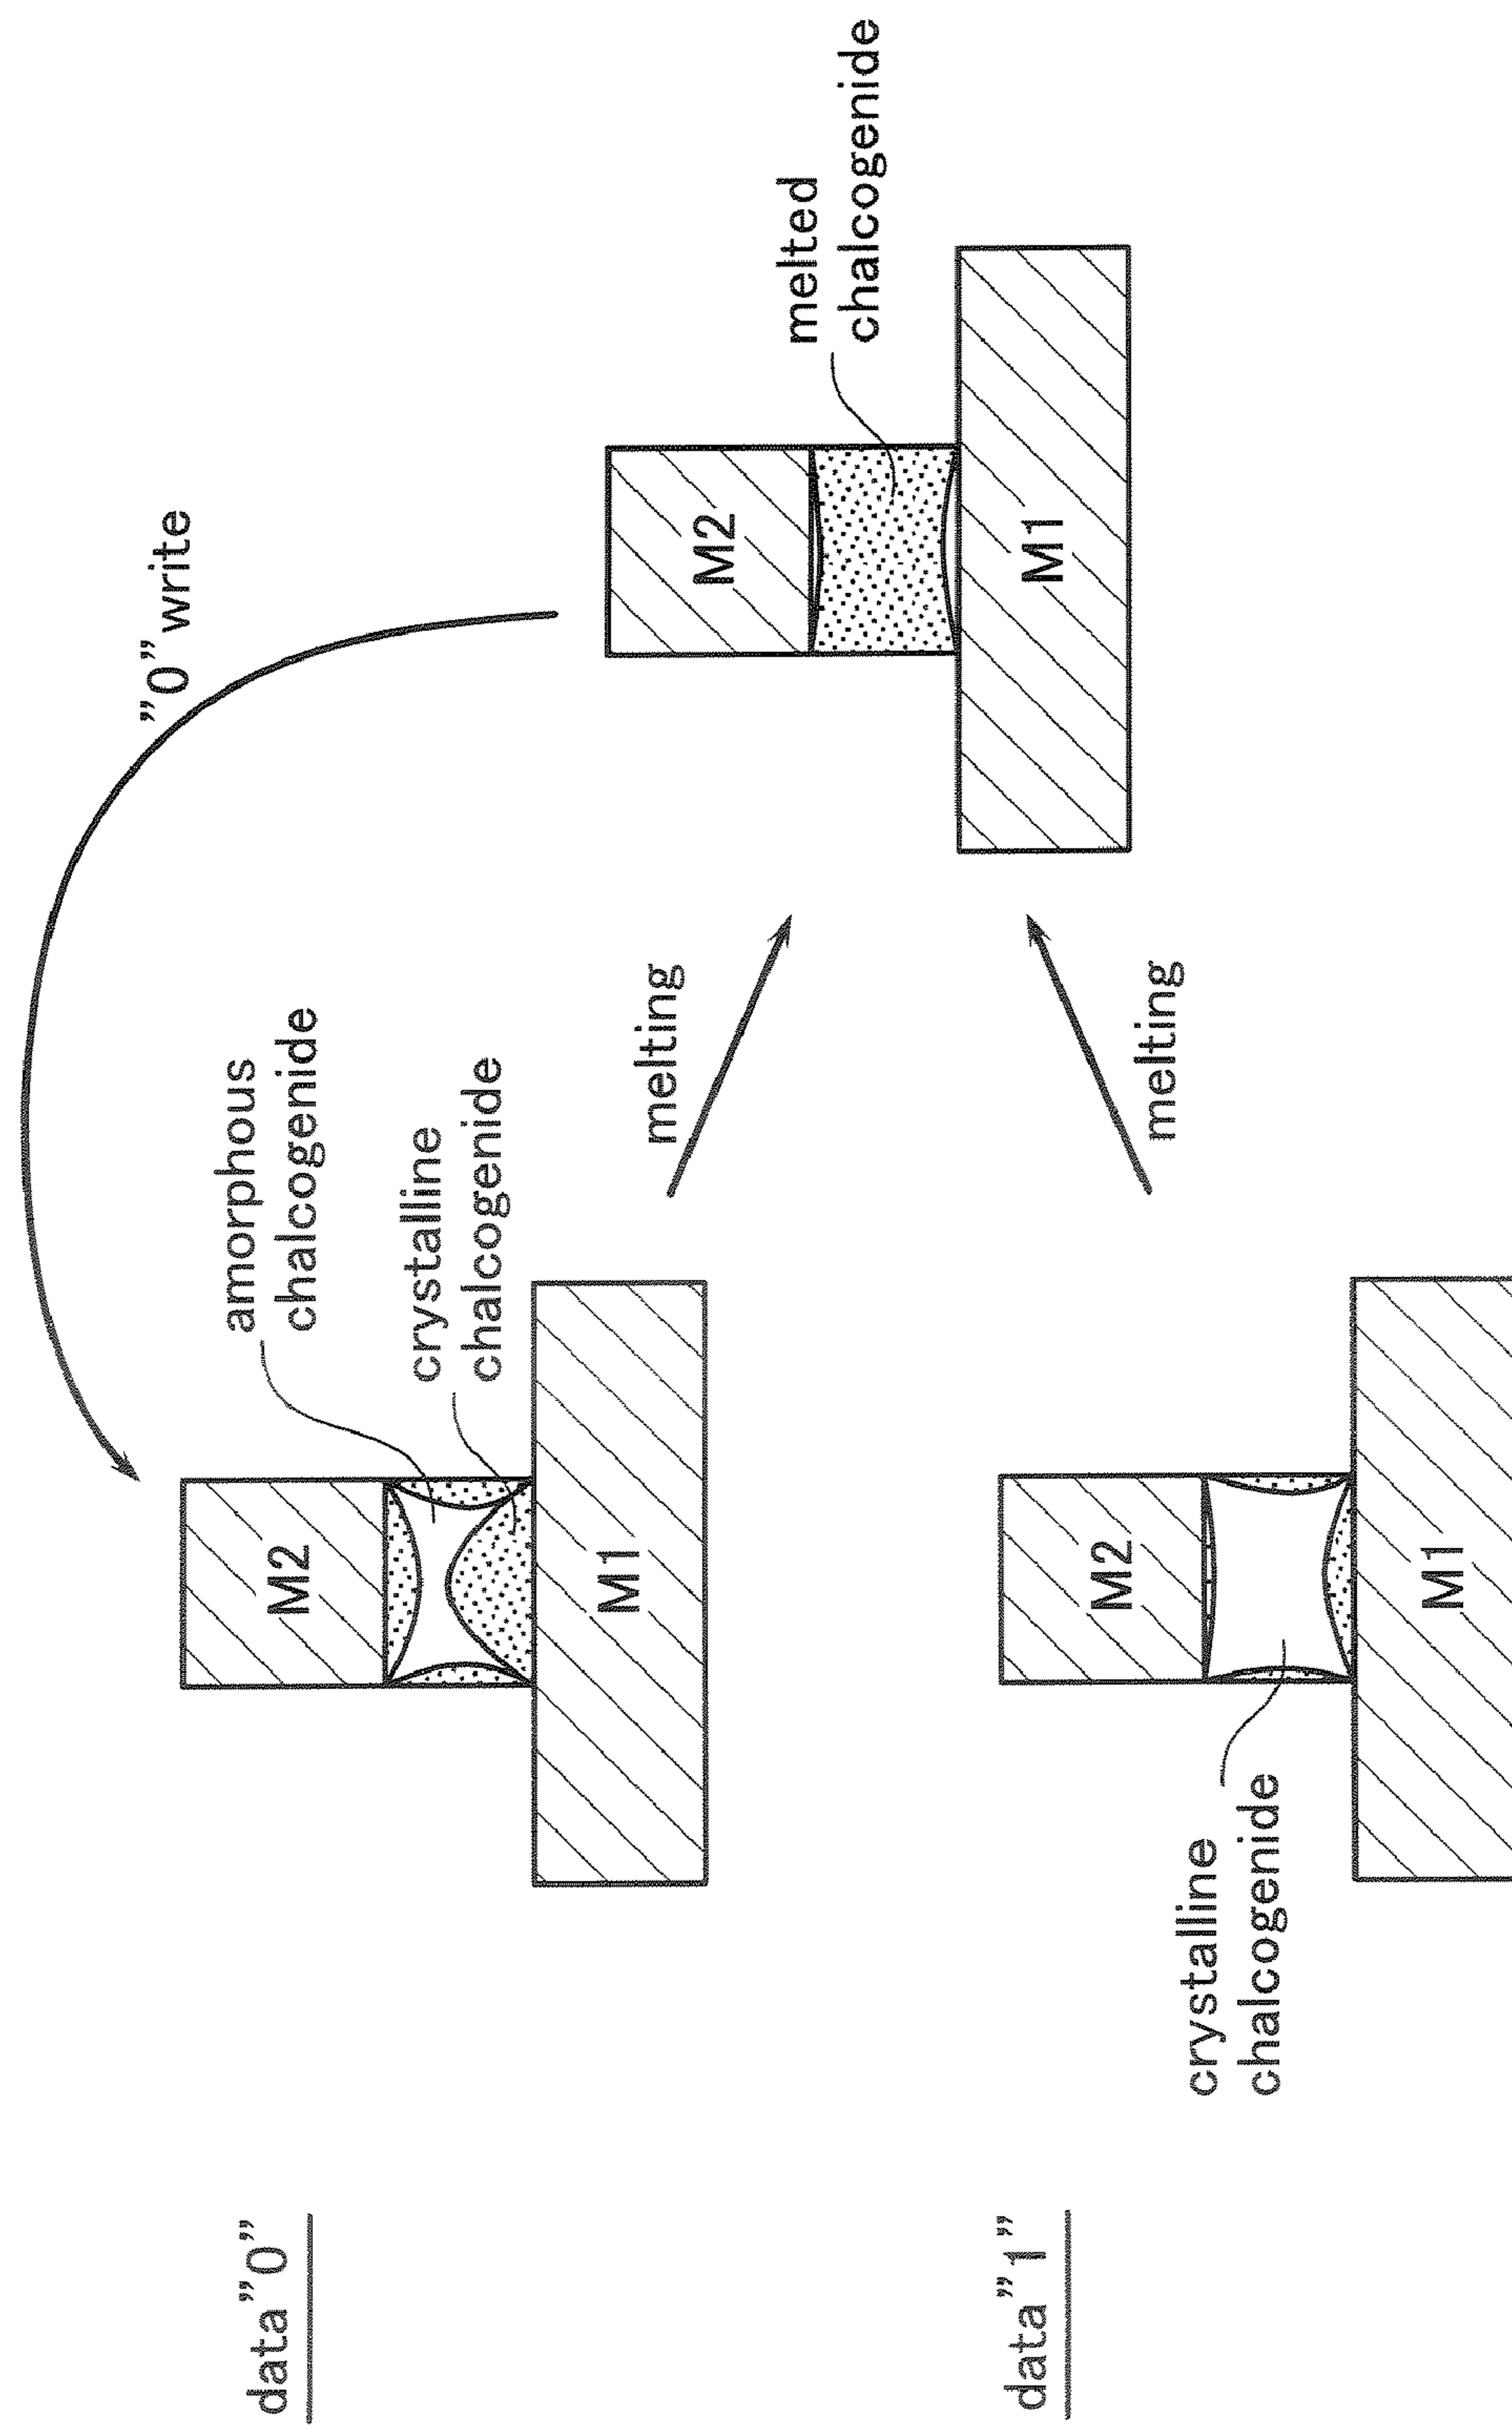 "0" write
data "0"
amorphous
chalcogenide
crystalline
chalcogenide
M2
M1
melting
melted
chalcogenide
M2
M1
melting
data "1"
crystalline
chalcogenide
M2
M1